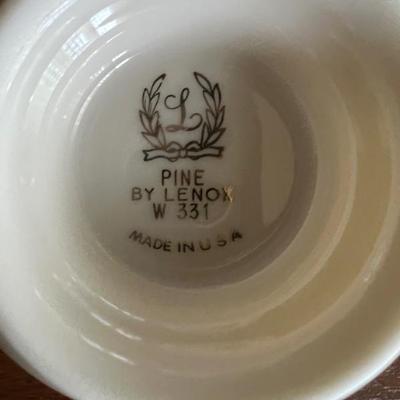 L
PINE
BY LENOX
W 331
MADE IN USA